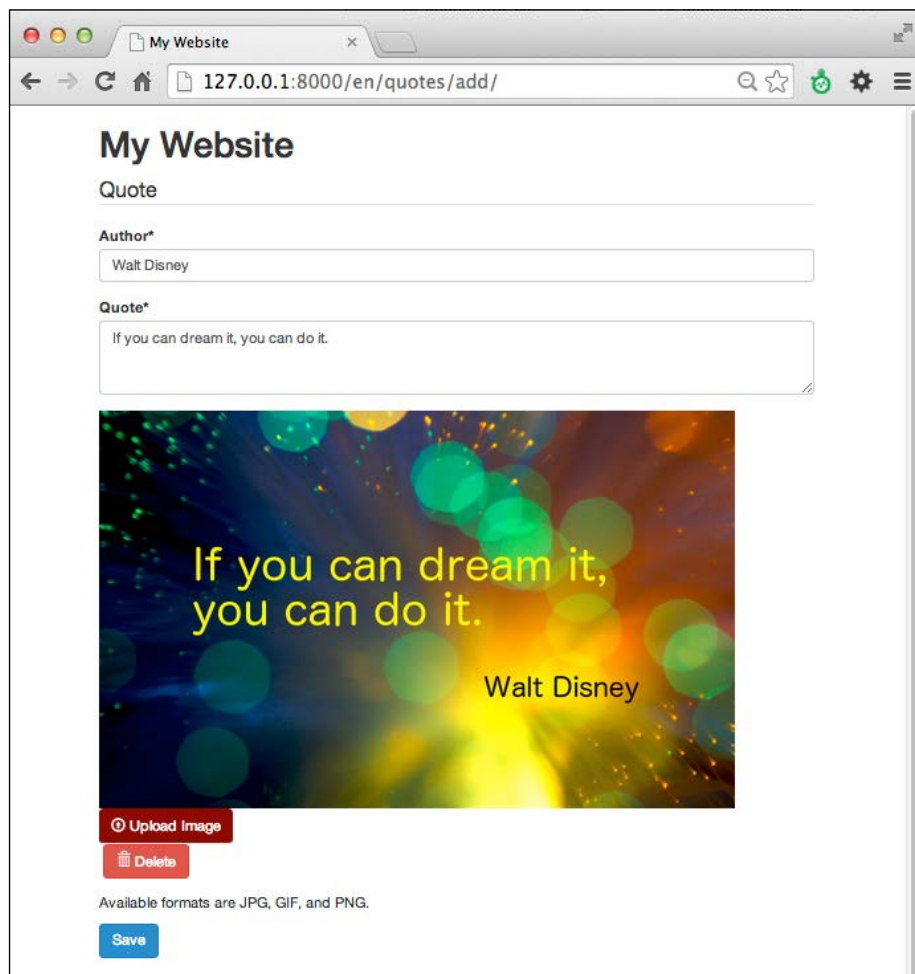 My Website
127.0.0.1:8000/en/quotes/add/
My Website
Quote
Author*
Walt Disney
Quote*
If you can dream it, you can do it.
If you can dream it,
you can do it.
Walt Disney
Upload Image
Delete
Available formats are JPG, GIF, and PNG.
Save